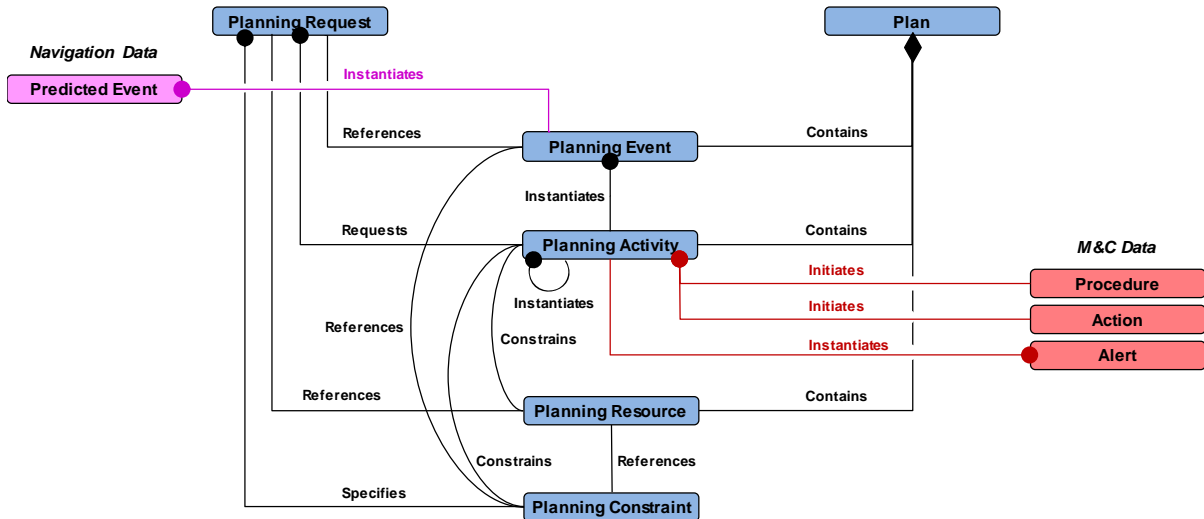 Planning Request
Plan
Navigation Data
Instantiates
Predicted Event
References
Contains
Planning Event
Instantiates
Requests
Contains
Planning Activity
M&C Data
Initiates
Procedure
Instantiates
Initiates
Action
References
Constrains
Instantiates
Alert
References
Contains
Planning Resource
Constrains
References
Specifies
Planning Constraint